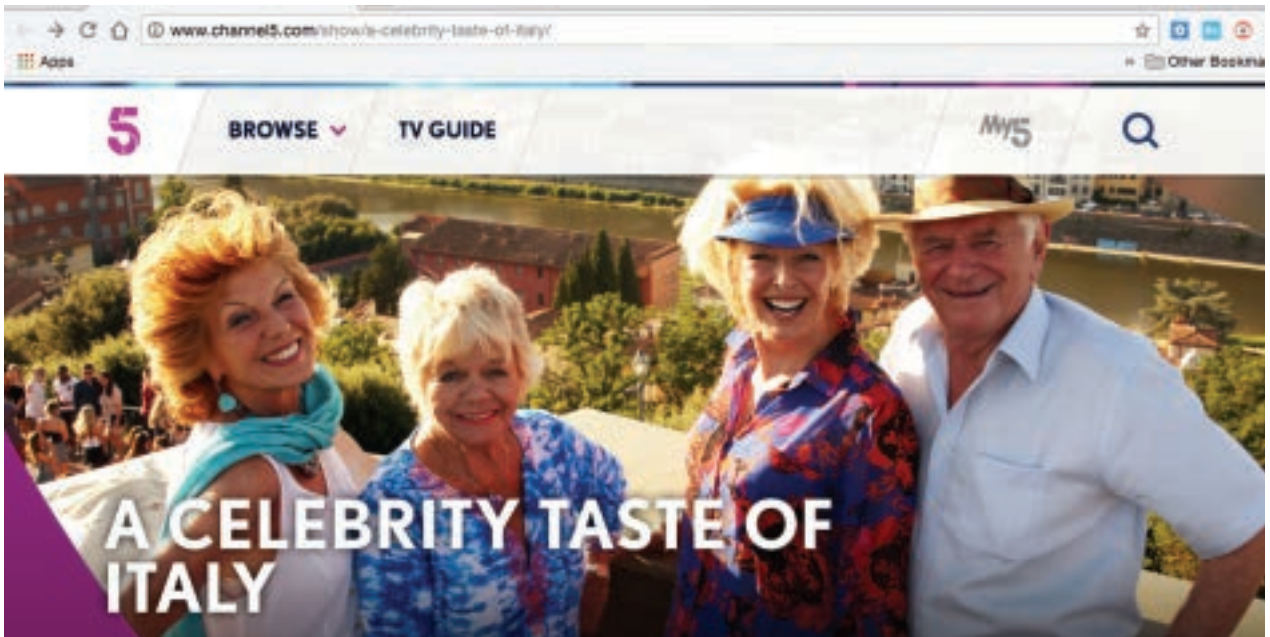 www.channel5.com/show/a-celebrity-taste-of-italy/
Apps
Other Bookma
5
BROWSE
TV GUIDE
My5
A CELEBRITY TASTE OF
ITALY